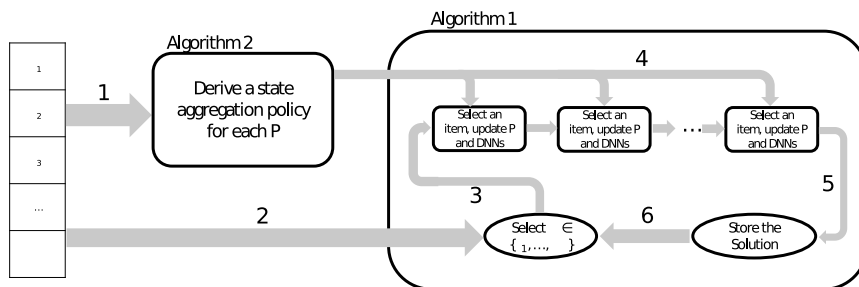 Algorithm 1
Algorithm 2
1
2
3
...
1
Derive a state
aggregation policy
for each P
4
Select an
item, update P
and DNNs
Select an
item, update P
and DNNs
...
Select an
item, update P
and DNNs
2
3
5
6
Select ∈
{ 1,..., }
Store the
Solution